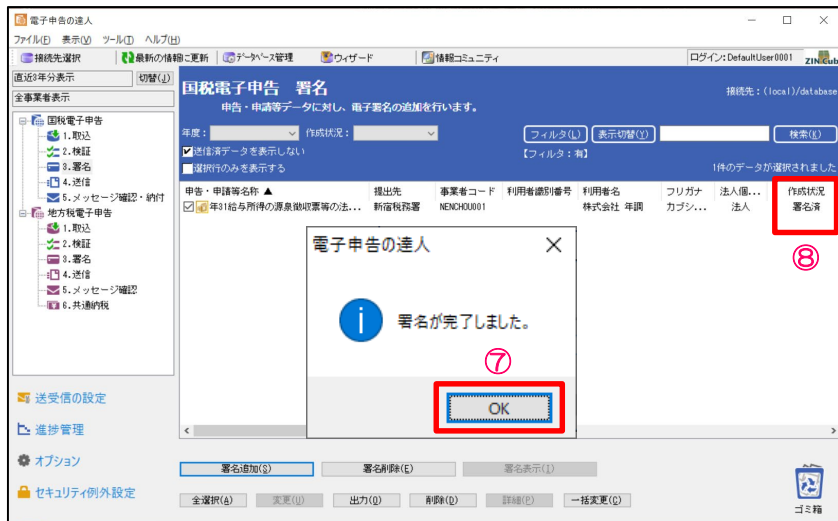 電子申告の達人
ファイル(F) 表示(V) ツール(T) ヘルプ(H)
接続先選択 最新の情報に更新 データベース管理 ウィザード 情報コミュニティ ログイン:DefaultUser0001
直近3年分表示 切替(J)
全事業者表示
国税電子申告
1.取込
2.検証
3.署名
4.送信
5.メッセージ確認・納付
地方税電子申告
1.取込
2.検証
3.署名
4.送信
5.メッセージ確認
6.共通納税
送受信の設定
進捗管理
オプション
セキュリティ例外設定
国税電子申告 署名
申告・申請等データに対し、電子署名の追加を行います。
接続先:(local)/database
年度: 作成状況: フィルタ(L) 表示切替(Y) 検索(K)
送信済データを表示しない 【フィルタ:有】
選択行のみを表示する 1件のデータが選択されました
申告・申請等名称 ▲ 提出先 事業者コード 利用者識別番号 利用者名 フリガナ 法人個... 作成状況
年31給与所得の源泉徴収票等の法... 新宿税務署 NENCHOU001 株式会社 年調 カブシ... 法人 署名済
⑧
電子申告の達人
署名が完了しました。
⑦
OK
署名追加(S) 署名削除(E) 署名表示(I)
全選択(A) 変更(U) 出力(O) 削除(D) 詳細(P) 一括変更(C)
ゴミ箱